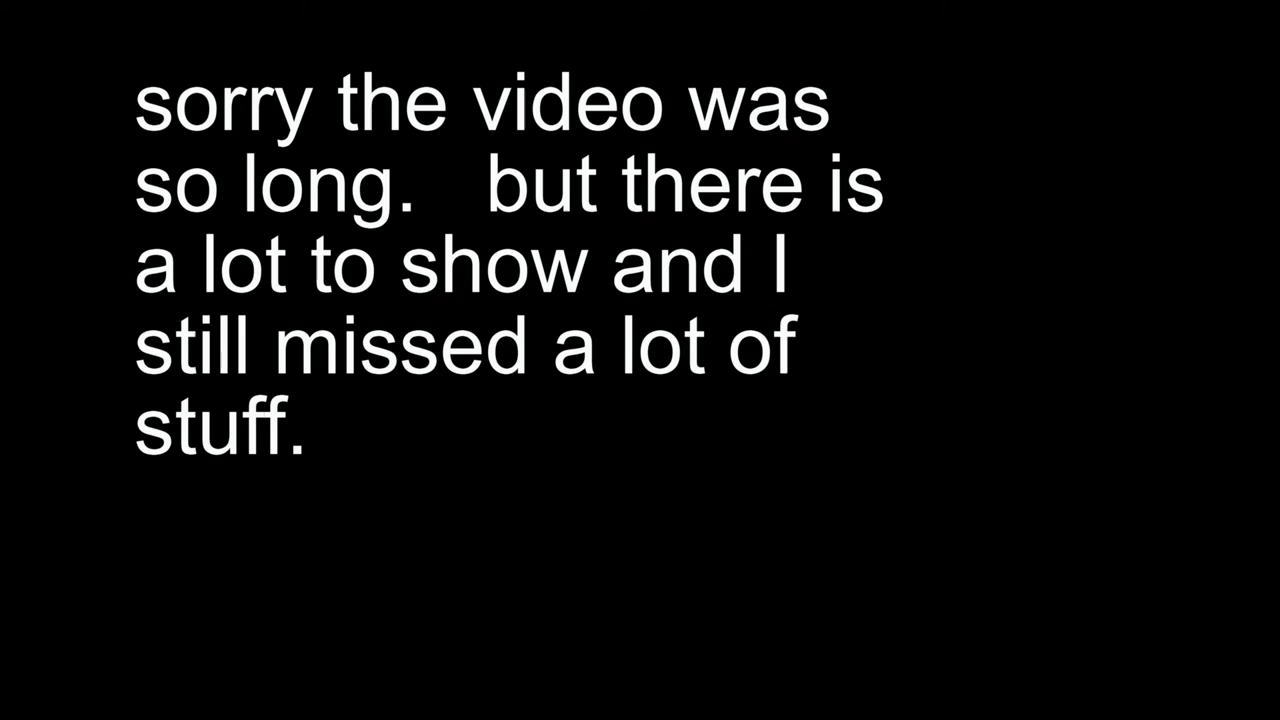 sorry the video was
so long.   but there is
a lot to show and I
still missed a lot of
stuff.